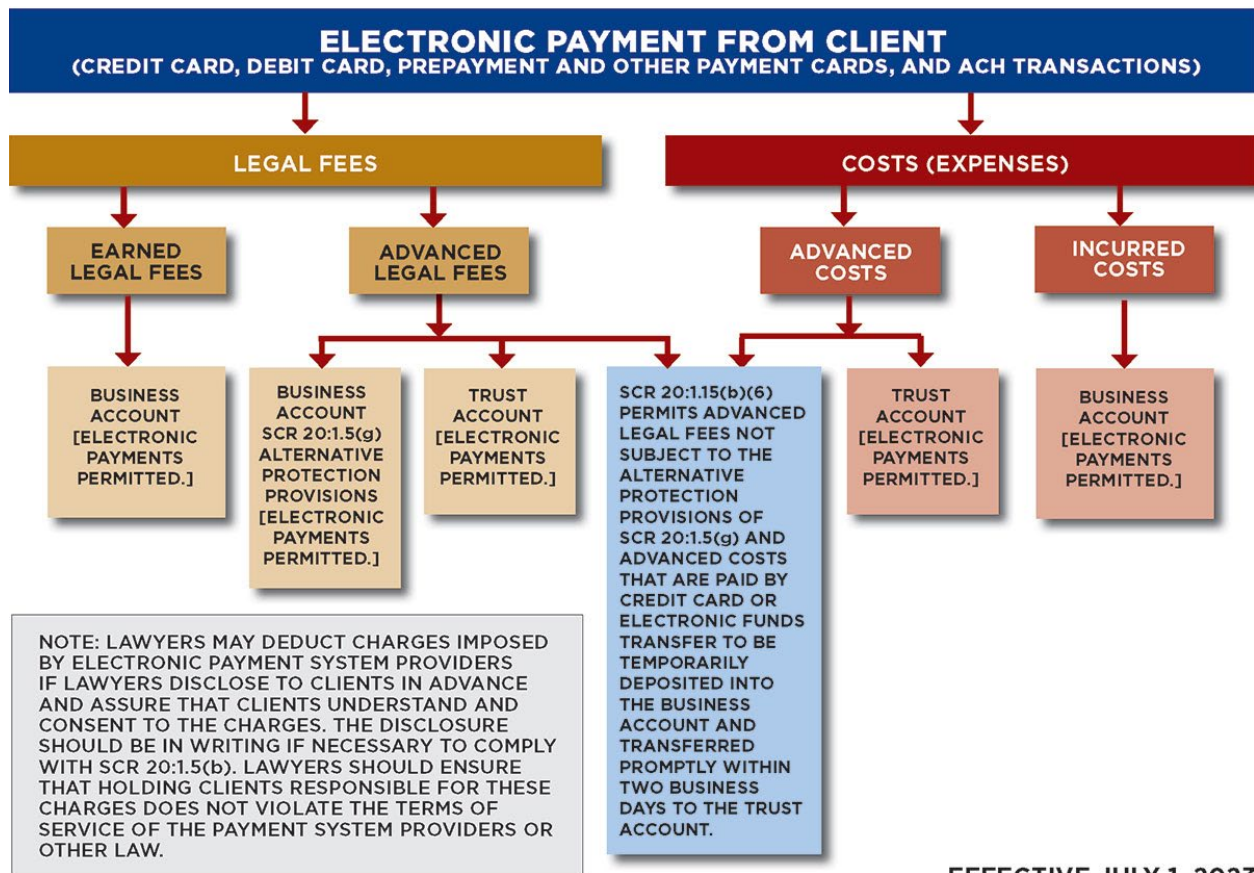 ELECTRONIC PAYMENT FROM CLIENT
(CREDIT CARD, DEBIT CARD, PREPAYMENT AND OTHER PAYMENT CARDS, AND ACH TRANSACTIONS)
LEGAL FEES
COSTS (EXPENSES)
EARNED
LEGAL FEES
ADVANCED
LEGAL FEES
ADVANCED
COSTS
INCURRED
COSTS
BUSINESS
ACCOUNT
[ELECTRONIC
PAYMENTS
PERMITTED.]
BUSINESS
ACCOUNT
SCR 20:1.5(g)
ALTERNATIVE
PROTECTION
PROVISIONS
[ELECTRONIC
PAYMENTS
PERMITTED.]
TRUST
ACCOUNT
[ELECTRONIC
PAYMENTS
PERMITTED.]
SCR 20:1.15(b)(6)
PERMITS ADVANCED
LEGAL FEES NOT
SUBJECT TO THE
ALTERNATIVE
PROTECTION
PROVISIONS OF
SCR 20:1.5(g) AND
ADVANCED COSTS
THAT ARE PAID BY
CREDIT CARD OR
ELECTRONIC FUNDS
TRANSFER TO BE
TEMPORARILY
DEPOSITED INTO
THE BUSINESS
ACCOUNT AND
TRANSFERRED
PROMPTLY WITHIN
TWO BUSINESS
DAYS TO THE TRUST
ACCOUNT.
TRUST
ACCOUNT
[ELECTRONIC
PAYMENTS
PERMITTED.]
BUSINESS
ACCOUNT
[ELECTRONIC
PAYMENTS
PERMITTED.]
NOTE: LAWYERS MAY DEDUCT CHARGES IMPOSED
BY ELECTRONIC PAYMENT SYSTEM PROVIDERS
IF LAWYERS DISCLOSE TO CLIENTS IN ADVANCE
AND ASSURE THAT CLIENTS UNDERSTAND AND
CONSENT TO THE CHARGES. THE DISCLOSURE
SHOULD BE IN WRITING IF NECESSARY TO COMPLY
WITH SCR 20:1.5(b). LAWYERS SHOULD ENSURE
THAT HOLDING CLIENTS RESPONSIBLE FOR THESE
CHARGES DOES NOT VIOLATE THE TERMS OF
SERVICE OF THE PAYMENT SYSTEM PROVIDERS OR
OTHER LAW.
EFFECTIVE JULY 1,